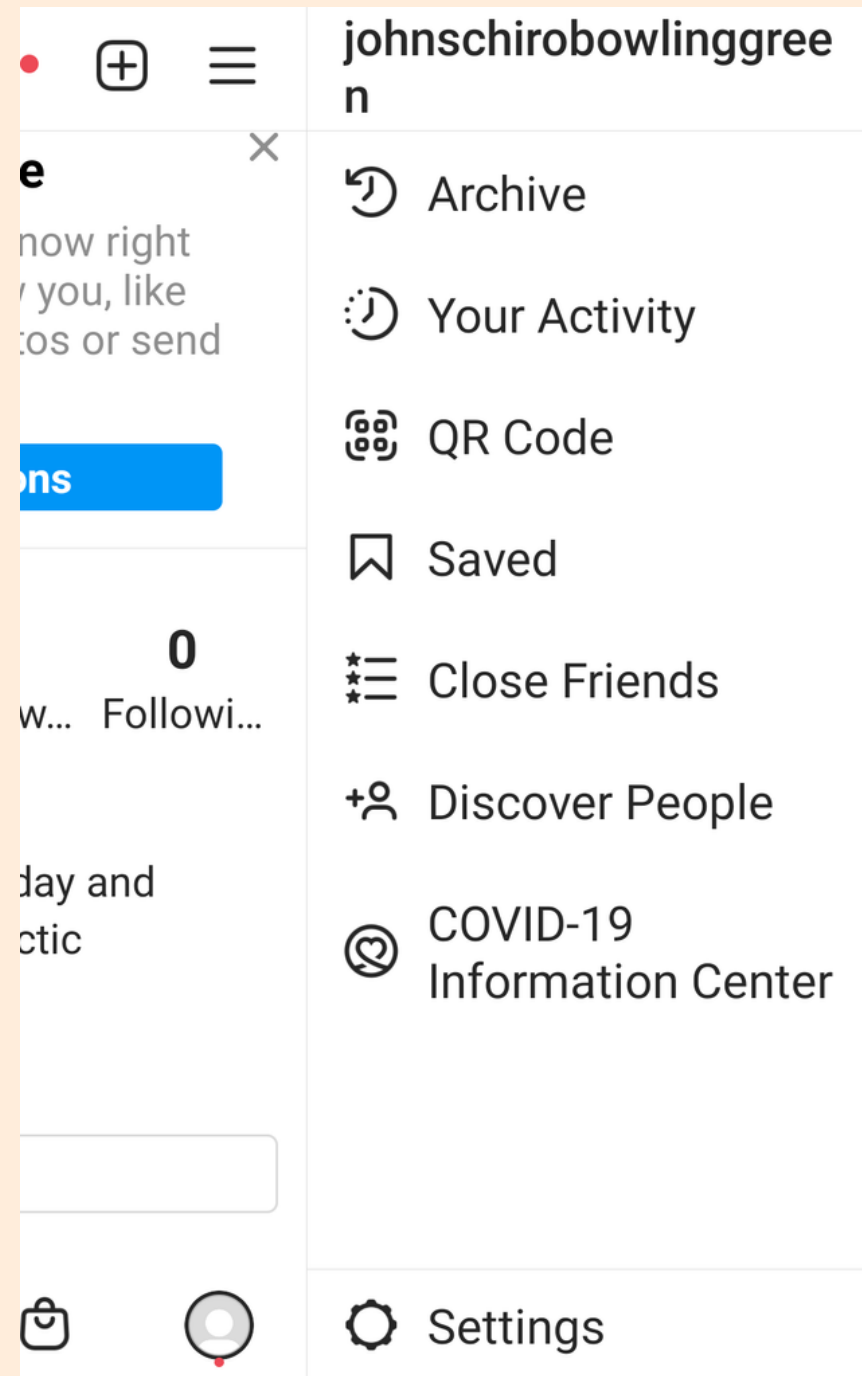 johnschirobowlinggree
n
e
now right
you, like
tos or send
ons
0
w... Followi...
day and
ctic
Archive
Your Activity
QR Code
Saved
Close Friends
Discover People
COVID-19
Information Center
Settings